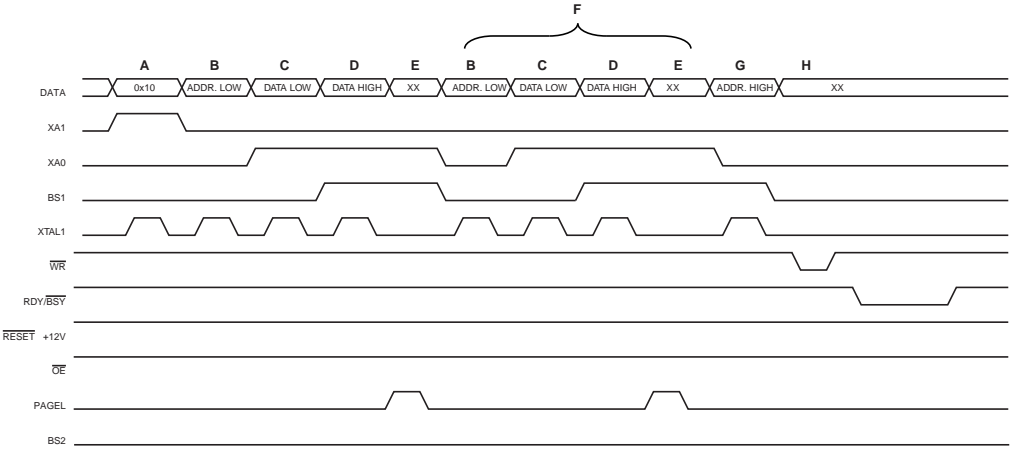 F
A B C D E B C D E G H
DATA 0x10 ADDR. LOW DATA LOW DATA HIGH XX ADDR. LOW DATA LOW DATA HIGH XX ADDR. HIGH XX
XA1
XA0
BS1
XTAL1
WR
RDY/BSY
RESET +12V
OE
PAGEL
BS2